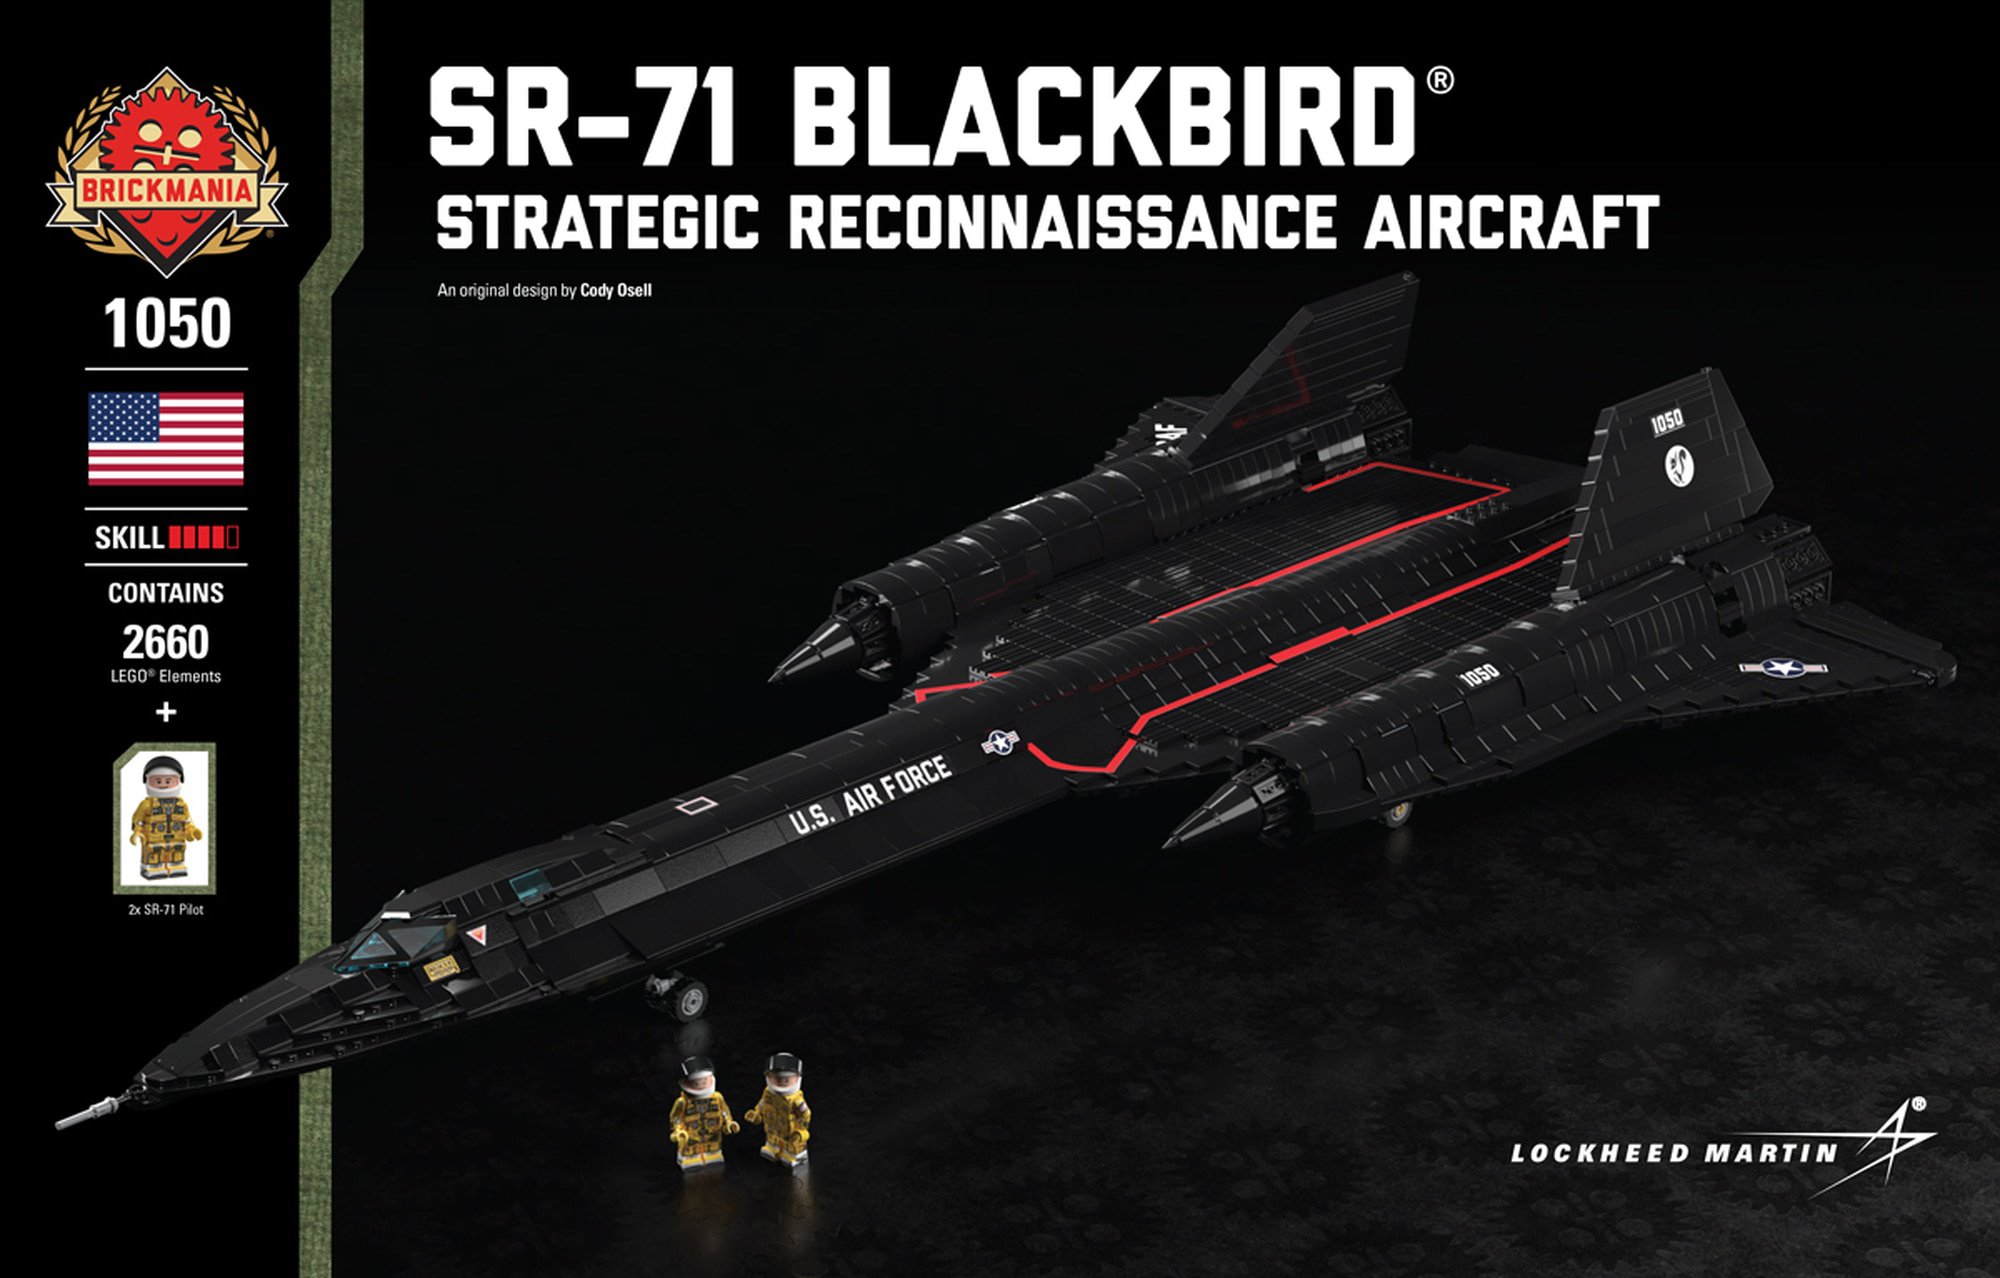 SR-71 BLACKBIRD®
STRATEGIC RECONNAISSANCE AIRCRAFT
An original design by Cody Osell
BRICKMANIA®
1050
SKILL
CONTAINS
2660
LEGO® Elements
+
2x SR-71 Pilot
1050
1050
U.S. AIR FORCE
LOCKHEED MARTIN®